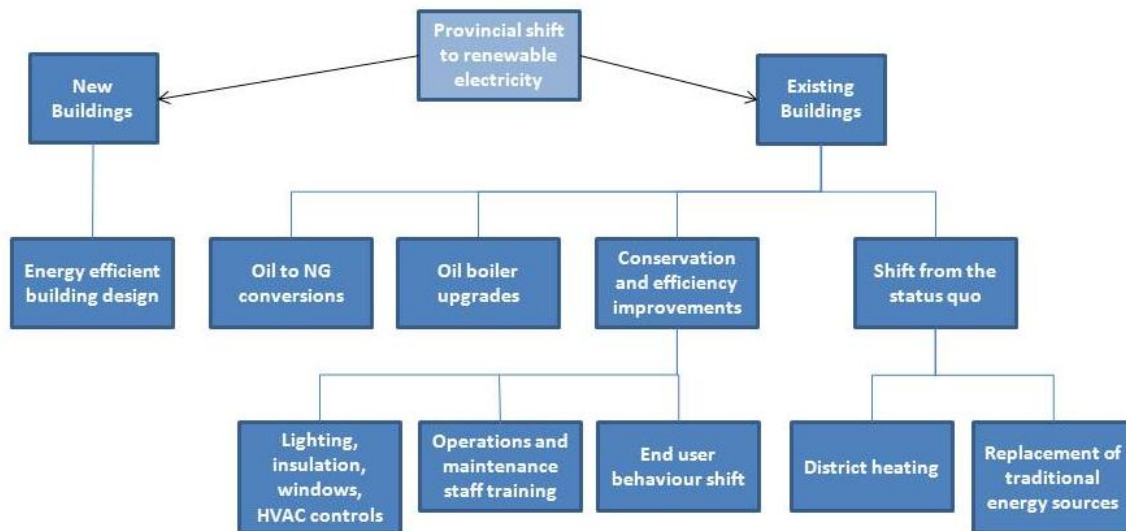 Provincial shift
to renewable
electricity
New
Buildings
Existing
Buildings
Energy efficient
building design
Oil to NG
conversions
Oil boiler
upgrades
Conservation
and efficiency
improvements
Shift from the
status quo
Lighting,
insulation,
windows,
HVAC controls
Operations and
maintenance
staff training
End user
behaviour shift
District heating
Replacement of
traditional
energy sources